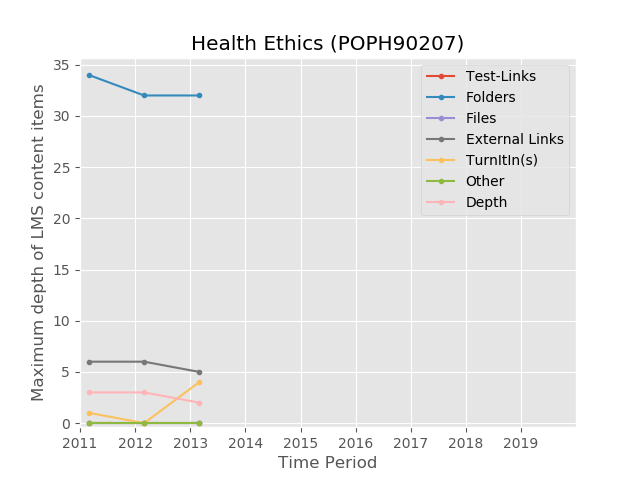 Health Ethics (POPH90207)
Maximum depth of LMS content items
35
30
25
20
15
10
5
0
Test-Links
Folders
Files
External Links
TurnItIn(s)
Other
Depth
2011 2012 2013 2014 2015 2016 2017 2018 2019
Time Period